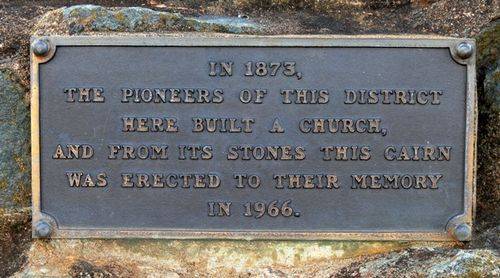 IN 1873,
THE PIONEERS OF THIS DISTRICT
HERE BUILT A CHURCH,
AND FROM ITS STONES THIS CAIRN
WAS ERECTED TO THEIR MEMORY
IN 1966.